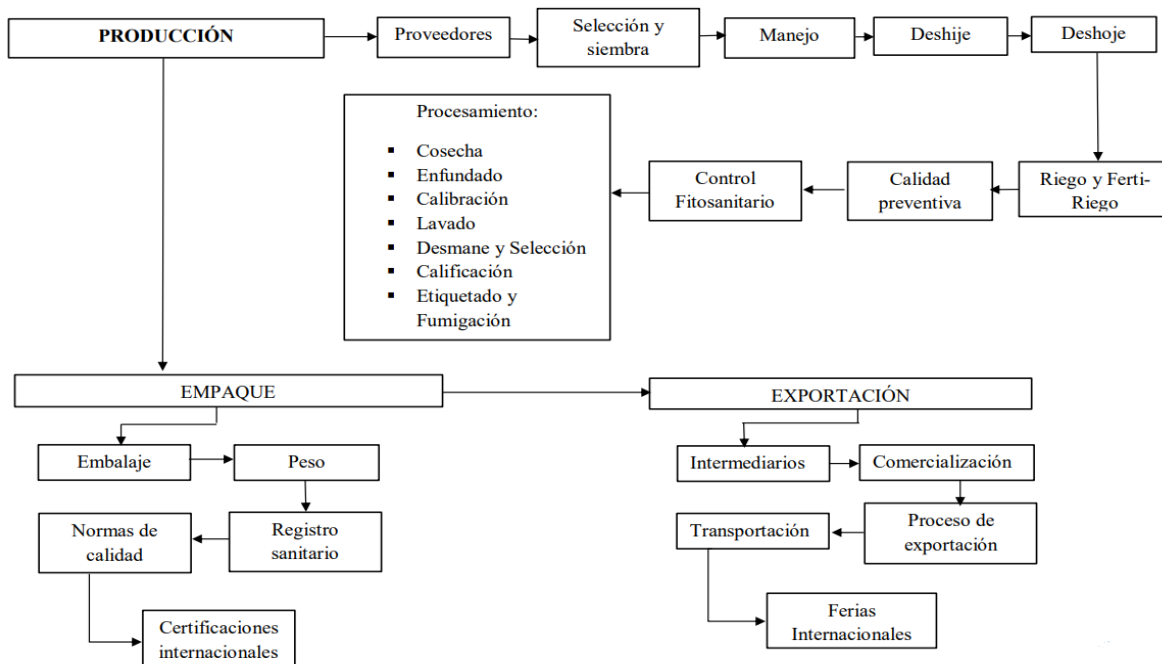 PRODUCCIÓN
Proveedores
Selección y
siembra
Manejo
Deshije
Deshoje
Procesamiento:
▪ Cosecha
▪ Enfundado
▪ Calibración
▪ Lavado
▪ Desmane y Selección
▪ Calificación
▪ Etiquetado y
Fumigación
Control
Fitosanitario
Calidad
preventiva
Riego y Ferti-
Riego
EMPAQUE
EXPORTACIÓN
Embalaje
Peso
Intermediarios
Comercialización
Normas de
calidad
Registro
sanitario
Transportación
Proceso de
exportación
Certificaciones
internacionales
Ferias
Internacionales